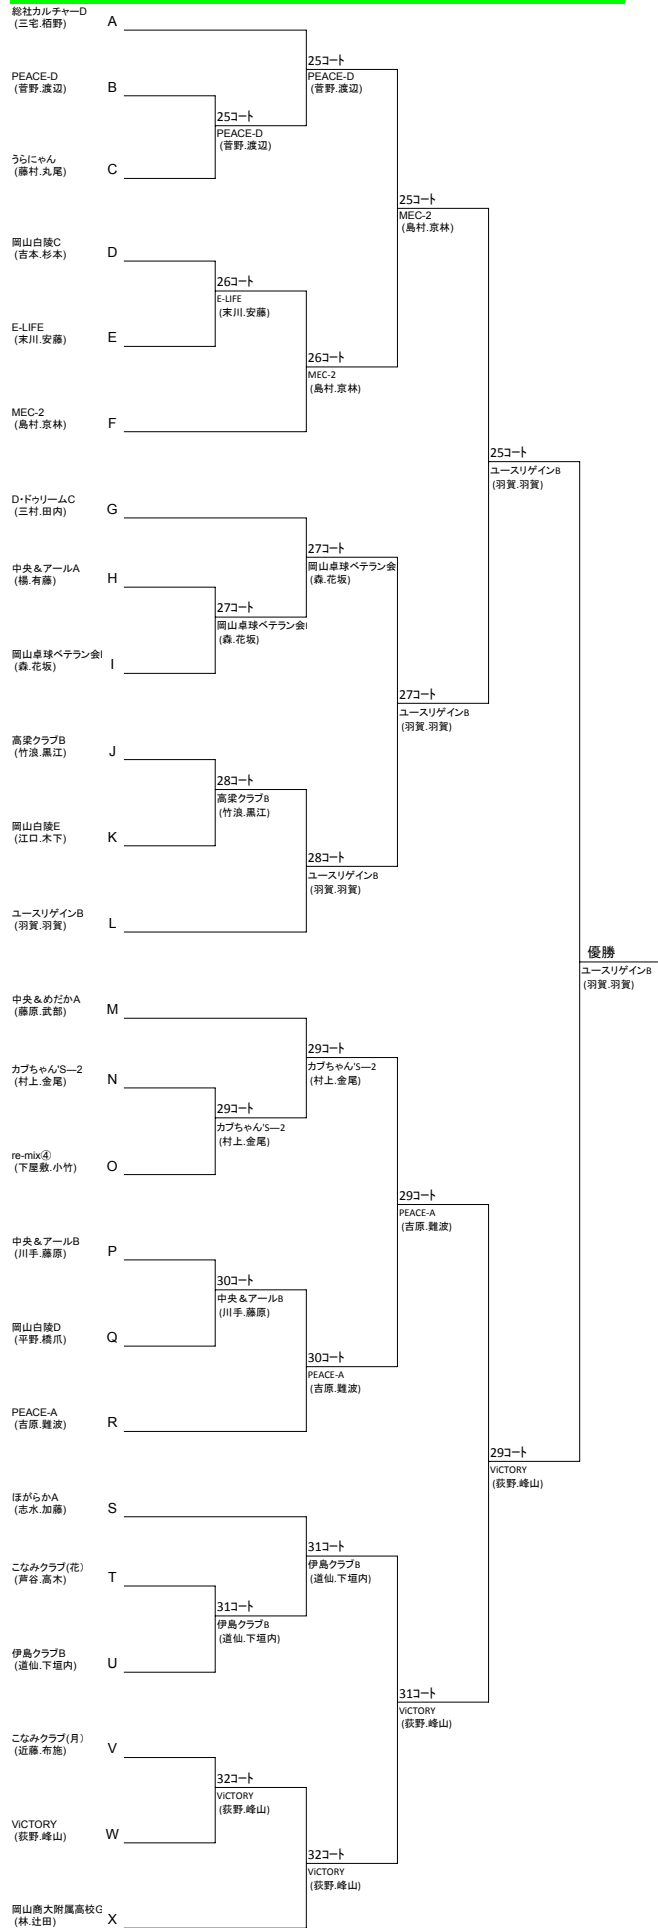 総社カルチャーD
(三宅.栢野)
A
25コート
PEACE-D
(菅野.渡辺)
PEACE-D
(菅野.渡辺)
B
25コート
PEACE-D
(菅野.渡辺)
うらにゃん
(藤村.丸尾)
C
25コート
MEC-2
(島村.京林)
岡山白陵C
(吉本.杉本)
D
26コート
E-LIFE
(末川.安藤)
E-LIFE
(末川.安藤)
E
26コート
MEC-2
(島村.京林)
MEC-2
(島村.京林)
F
25コート
ユースリゲインB
(羽賀.羽賀)
D・ドゥリームC
(三村.田内)
G
27コート
岡山卓球ベテラン会
(森.花坂)
中央＆アールA
(楊.有藤)
H
27コート
岡山卓球ベテラン会
(森.花坂)
岡山卓球ベテラン会
(森.花坂)
I
27コート
ユースリゲインB
(羽賀.羽賀)
高梁クラブB
(竹浪.黒江)
J
28コート
高梁クラブB
(竹浪.黒江)
岡山白陵E
(江口.木下)
K
28コート
ユースリゲインB
(羽賀.羽賀)
ユースリゲインB
(羽賀.羽賀)
L
優勝
ユースリゲインB
(羽賀.羽賀)
中央＆めだかA
(藤原.武部)
M
29コート
カブちゃん'S—2
(村上.金尾)
カブちゃん'S—2
(村上.金尾)
N
29コート
カブちゃん'S—2
(村上.金尾)
re-mix④
(下屋敷.小竹)
O
29コート
PEACE-A
(吉原.難波)
中央＆アールB
(川手.藤原)
P
30コート
中央＆アールB
(川手.藤原)
岡山白陵D
(平野.橋爪)
Q
30コート
PEACE-A
(吉原.難波)
PEACE-A
(吉原.難波)
R
29コート
ViCTORY
(荻野.峰山)
ほがらかA
(志水.加藤)
S
31コート
伊島クラブB
(道仙.下垣内)
こなみクラブ(花)
(芦谷.高木)
T
31コート
伊島クラブB
(道仙.下垣内)
伊島クラブB
(道仙.下垣内)
U
31コート
ViCTORY
(荻野.峰山)
こなみクラブ(月)
(近藤.布施)
V
32コート
ViCTORY
(荻野.峰山)
ViCTORY
(荻野.峰山)
W
32コート
ViCTORY
(荻野.峰山)
岡山商大附属高校G
(林.辻田)
X